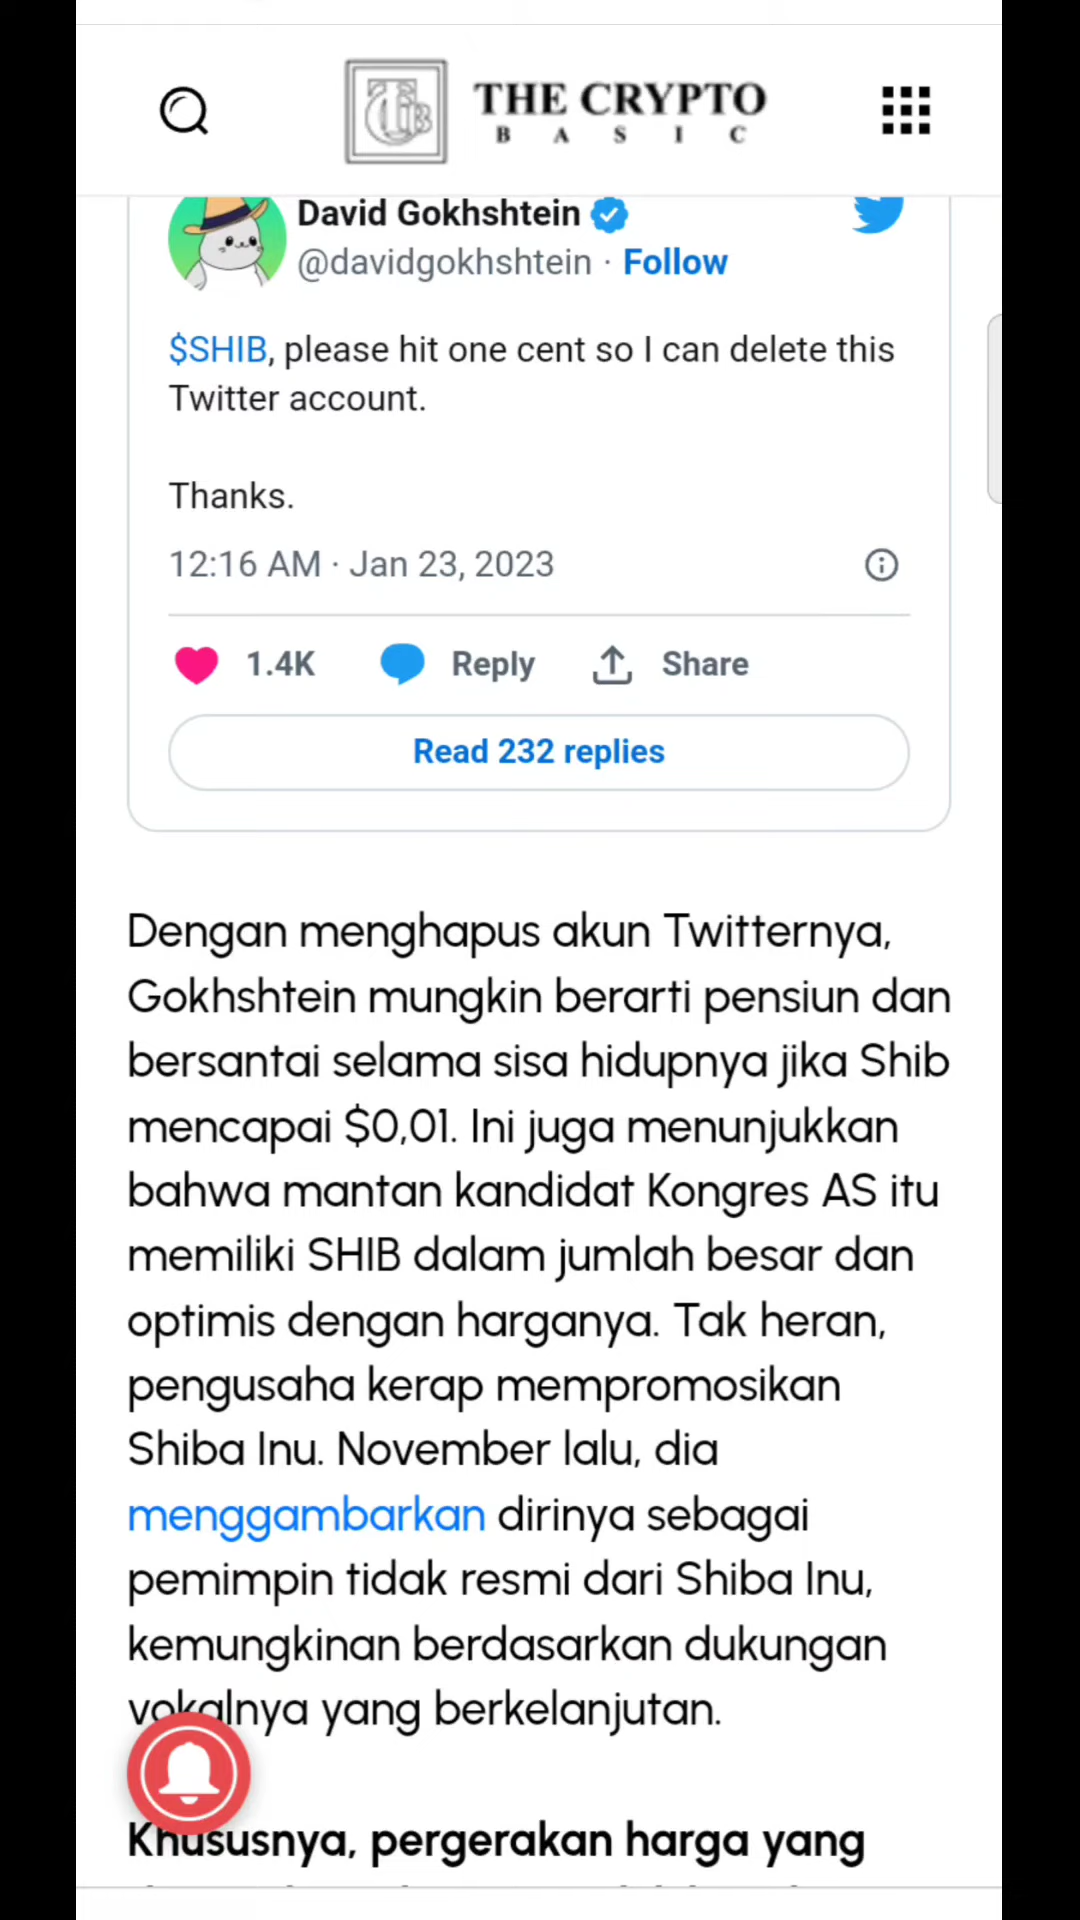 THE CRYPTO
BASIC
David Gokhshtein
@davidgokhshtein · Follow
$SHIB, please hit one cent so I can delete this
Twitter account.
Thanks.
12:16 AM · Jan 23, 2023
1.4K Reply Share
Read 232 replies
Dengan menghapus akun Twitternya,
Gokhshtein mungkin berarti pensiun dan
bersantai selama sisa hidupnya jika Shib
mencapai $0,01. Ini juga menunjukkan
bahwa mantan kandidat Kongres AS itu
memiliki SHIB dalam jumlah besar dan
optimis dengan harganya. Tak heran,
pengusaha kerap mempromosikan
Shiba Inu. November lalu, dia
menggambarkan dirinya sebagai
pemimpin tidak resmi dari Shiba Inu,
kemungkinan berdasarkan dukungan
vokalnya yang berkelanjutan.
Khususnya, pergerakan harga yang